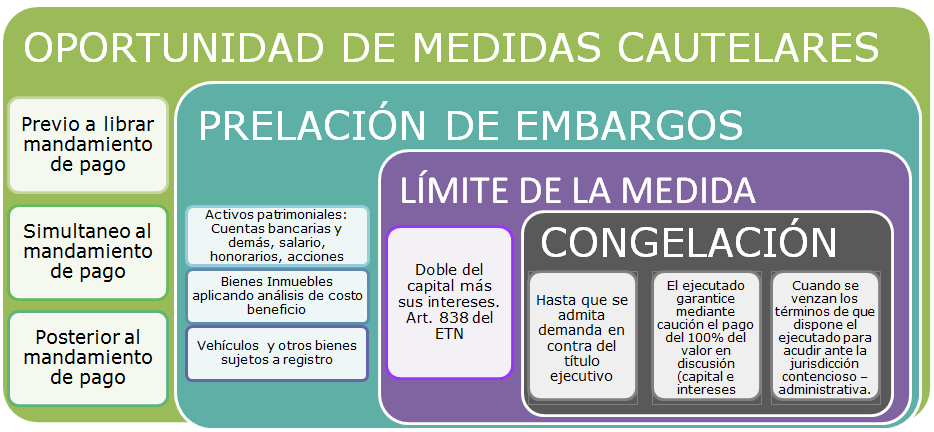 OPORTUNIDAD DE MEDIDAS CAUTELARES
Previo a librar
mandamiento
de pago
Simultaneo al
mandamiento
de pago
Posterior al
mandamiento
de pago
PRELACIÓN DE EMBARGOS
Activos patrimoniales:
Cuentas bancarias y
demás, salario,
honorarios, acciones
Bienes Inmuebles
aplicando análisis de costo
beneficio
Vehículos y otros bienes
sujetos a registro
LÍMITE DE LA MEDIDA
Doble del
capital más
sus intereses.
Art. 838 del
ETN
CONGELACIÓN
Hasta que se
admita
demanda en
contra del
título
ejecutivo
El ejecutado
garantice
mediante
caución el pago
del 100% del
valor en
discusión
(capital e
intereses
Cuando se
venzan los
términos de que
dispone el
ejecutado para
acudir ante la
jurisdicción
contencioso –
administrativa.